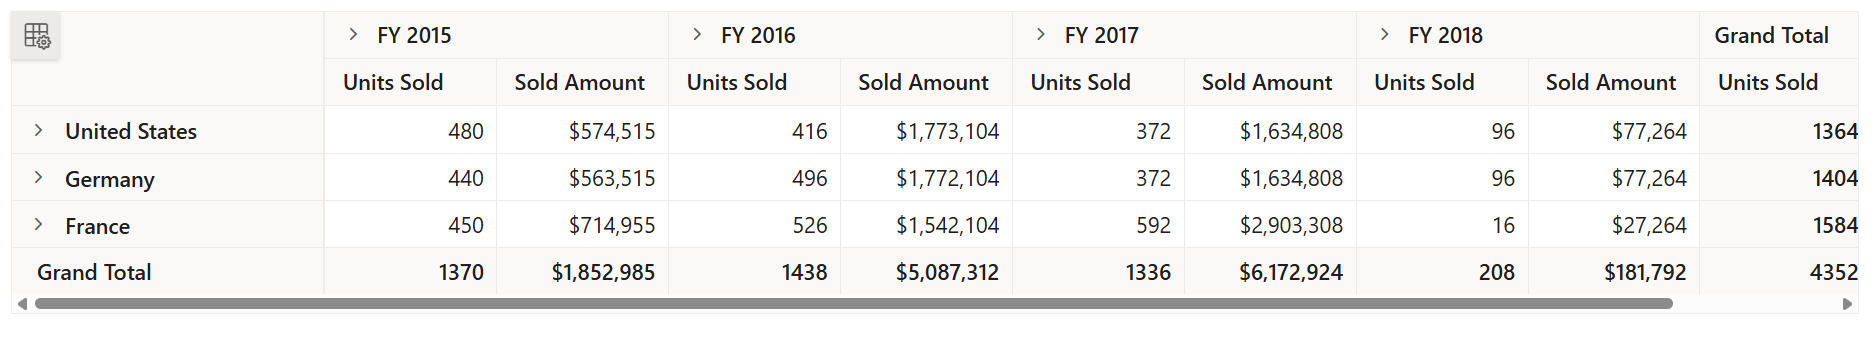 FY 2015 FY 2016 FY 2017 FY 2018 Grand Total
Units Sold Sold Amount Units Sold Sold Amount Units Sold Sold Amount Units Sold Sold Amount Units Sold
United States 480 $574,515 416 $1,773,104 372 $1,634,808 96 $77,264 1364
Germany 440 $563,515 496 $1,772,104 372 $1,634,808 96 $77,264 1404
France 450 $714,955 526 $1,542,104 592 $2,903,308 16 $27,264 1584
Grand Total 1370 $1,852,985 1438 $5,087,312 1336 $6,172,924 208 $181,792 4352